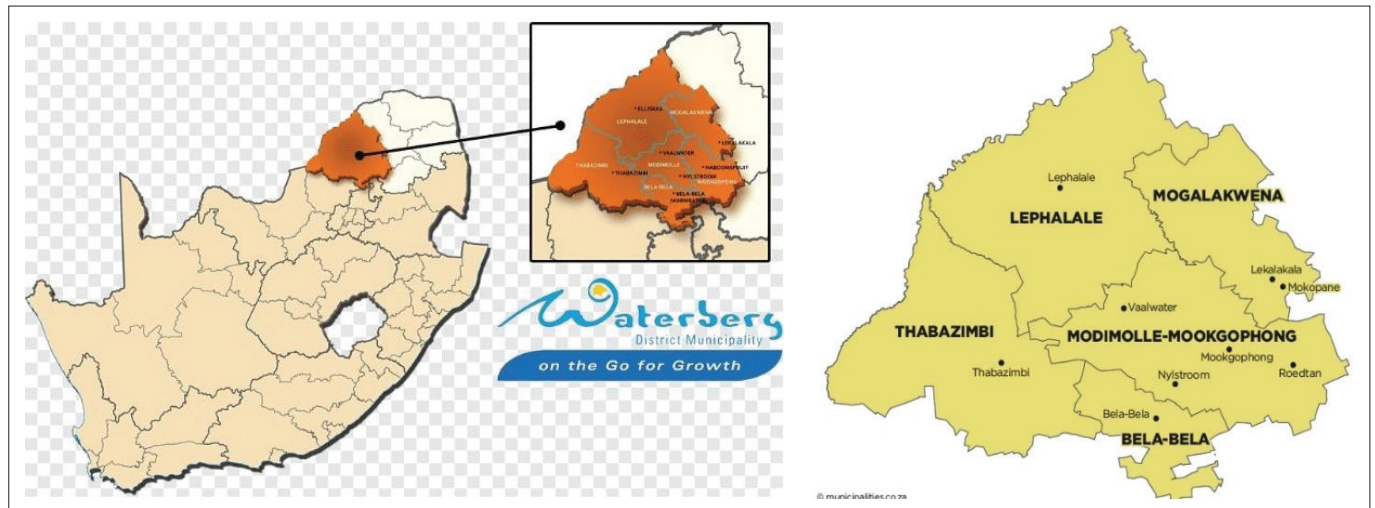 ELLISRAS
MOGALAKWENA
LEPHALALE
LEKALAKALA
VAALWATER
THABAZIMBI
MODIMOLLE
THABAZIMBI
NYLSTROOM
BELA-BELA
BELA-BELA
Waterberg
District Municipality
on the Go for Growth
Lephalale
MOGALAKWENA
LEPHALALE
Lekalakala
Mokopane
Vaalwater
THABAZIMBI
MODIMOLLE-MOOKGOPHONG
Mookgophong
Thabazimbi
Roedtan
Nylstroom
Bela-Bela
BELA-BELA
© municipalities.co.za